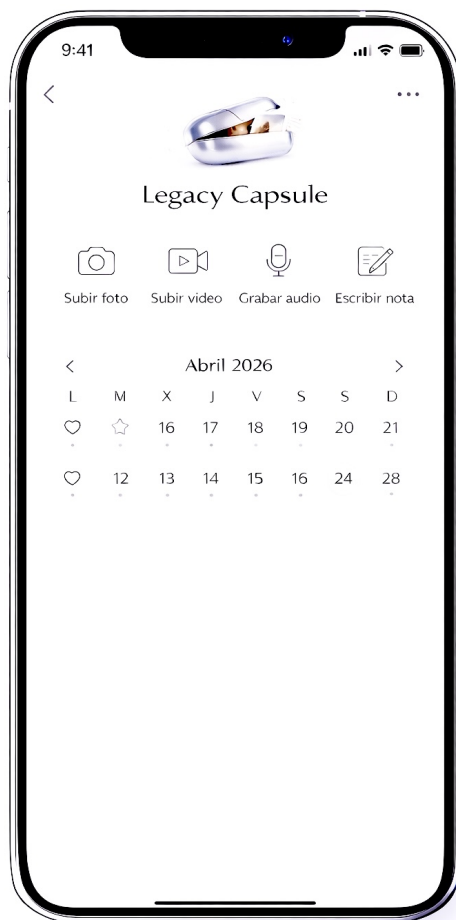 9:41
Legacy Capsule
Subir foto Subir video Grabar audio Escribir nota
Abril 2026
L M X J V S S D
16 17 18 19 20 21
12 13 14 15 16 24 28